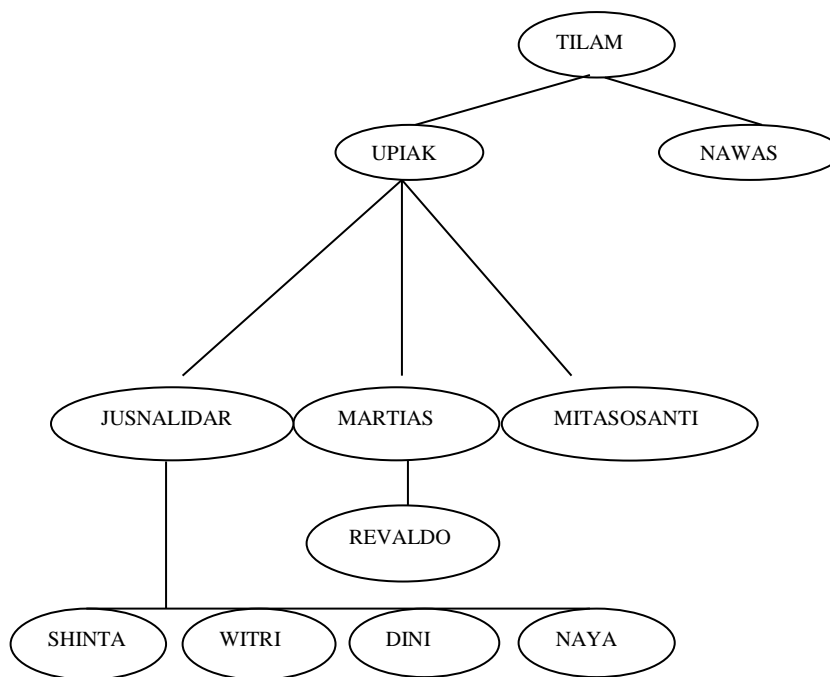 TILAM
UPIAK
NAWAS
JUSNALIDAR
MARTIAS
MITASOSANTI
REVALDO
SHINTA
WITRI
DINI
NAYA